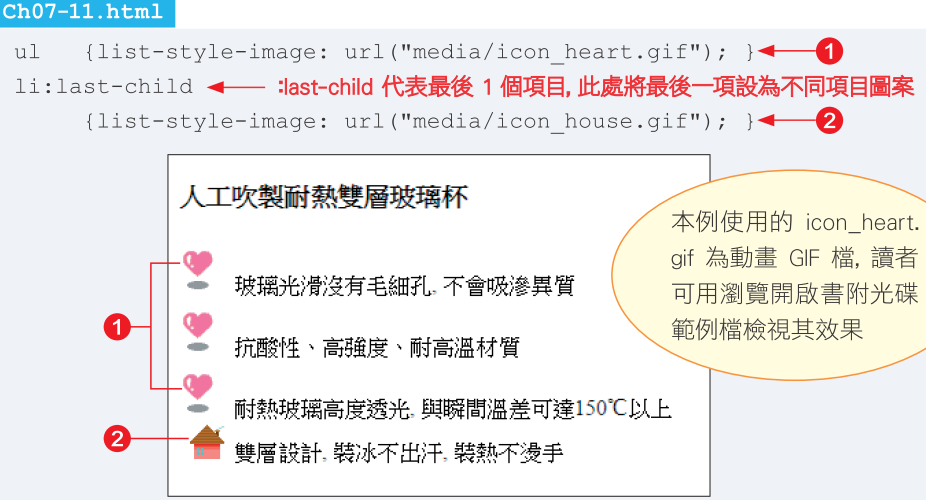 Ch07-11.html
ul {list-style-image: url("media/icon_heart.gif"); } 1
li:last-child :last-child 代表最後 1 個項目, 此處將最後一項設為不同項目圖案
{list-style-image: url("media/icon_house.gif"); } 2
人工吹製耐熱雙層玻璃杯
玻璃光滑沒有毛細孔, 不會吸滲異質
1
抗酸性、高強度、耐高溫材質
耐熱玻璃高度透光, 與瞬間溫差可達150℃以上
2
雙層設計, 裝冰不出汗, 裝熱不燙手
本例使用的 icon_heart.
gif 為動畫 GIF 檔, 讀者
可用瀏覽開啟書附光碟
範例檔檢視其效果